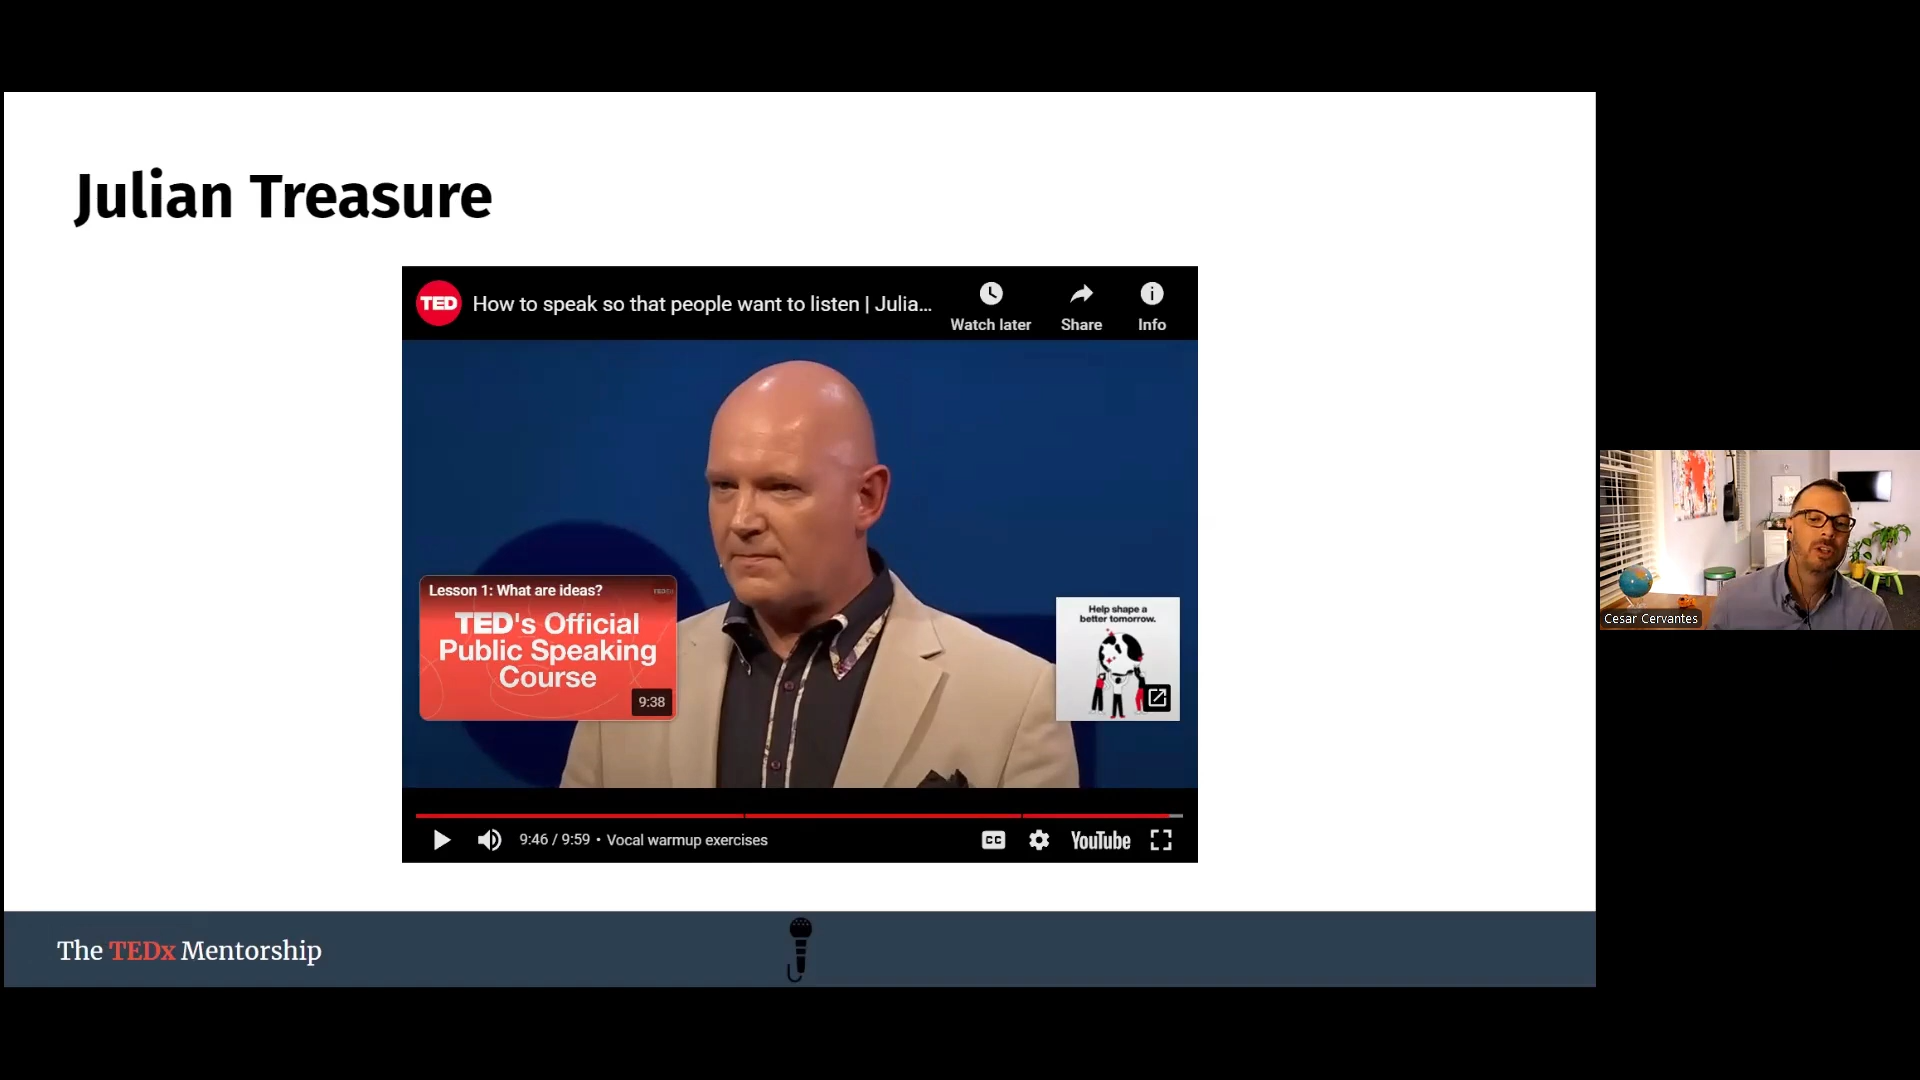 Julian Treasure
TED
How to speak so that people want to listen | Julia...
Watch later
Share
Info
Lesson 1: What are ideas?
TED's Official
Public Speaking
Course
9:38
Help shape a
better tomorrow.
9:46 / 9:59 • Vocal warmup exercises
CC
YouTube
Cesar Cervantes
The TEDx Mentorship